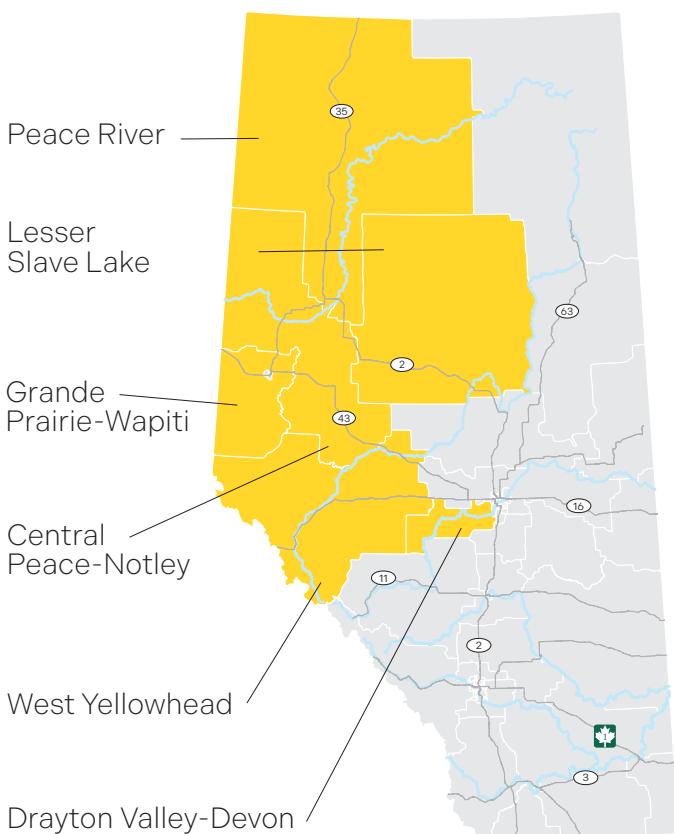 35
Peace River
Lesser
Slave Lake
63
2
Grande
Prairie-Wapiti
43
16
Central
Peace-Notley
11
2
West Yellowhead
1
3
Drayton Valley-Devon